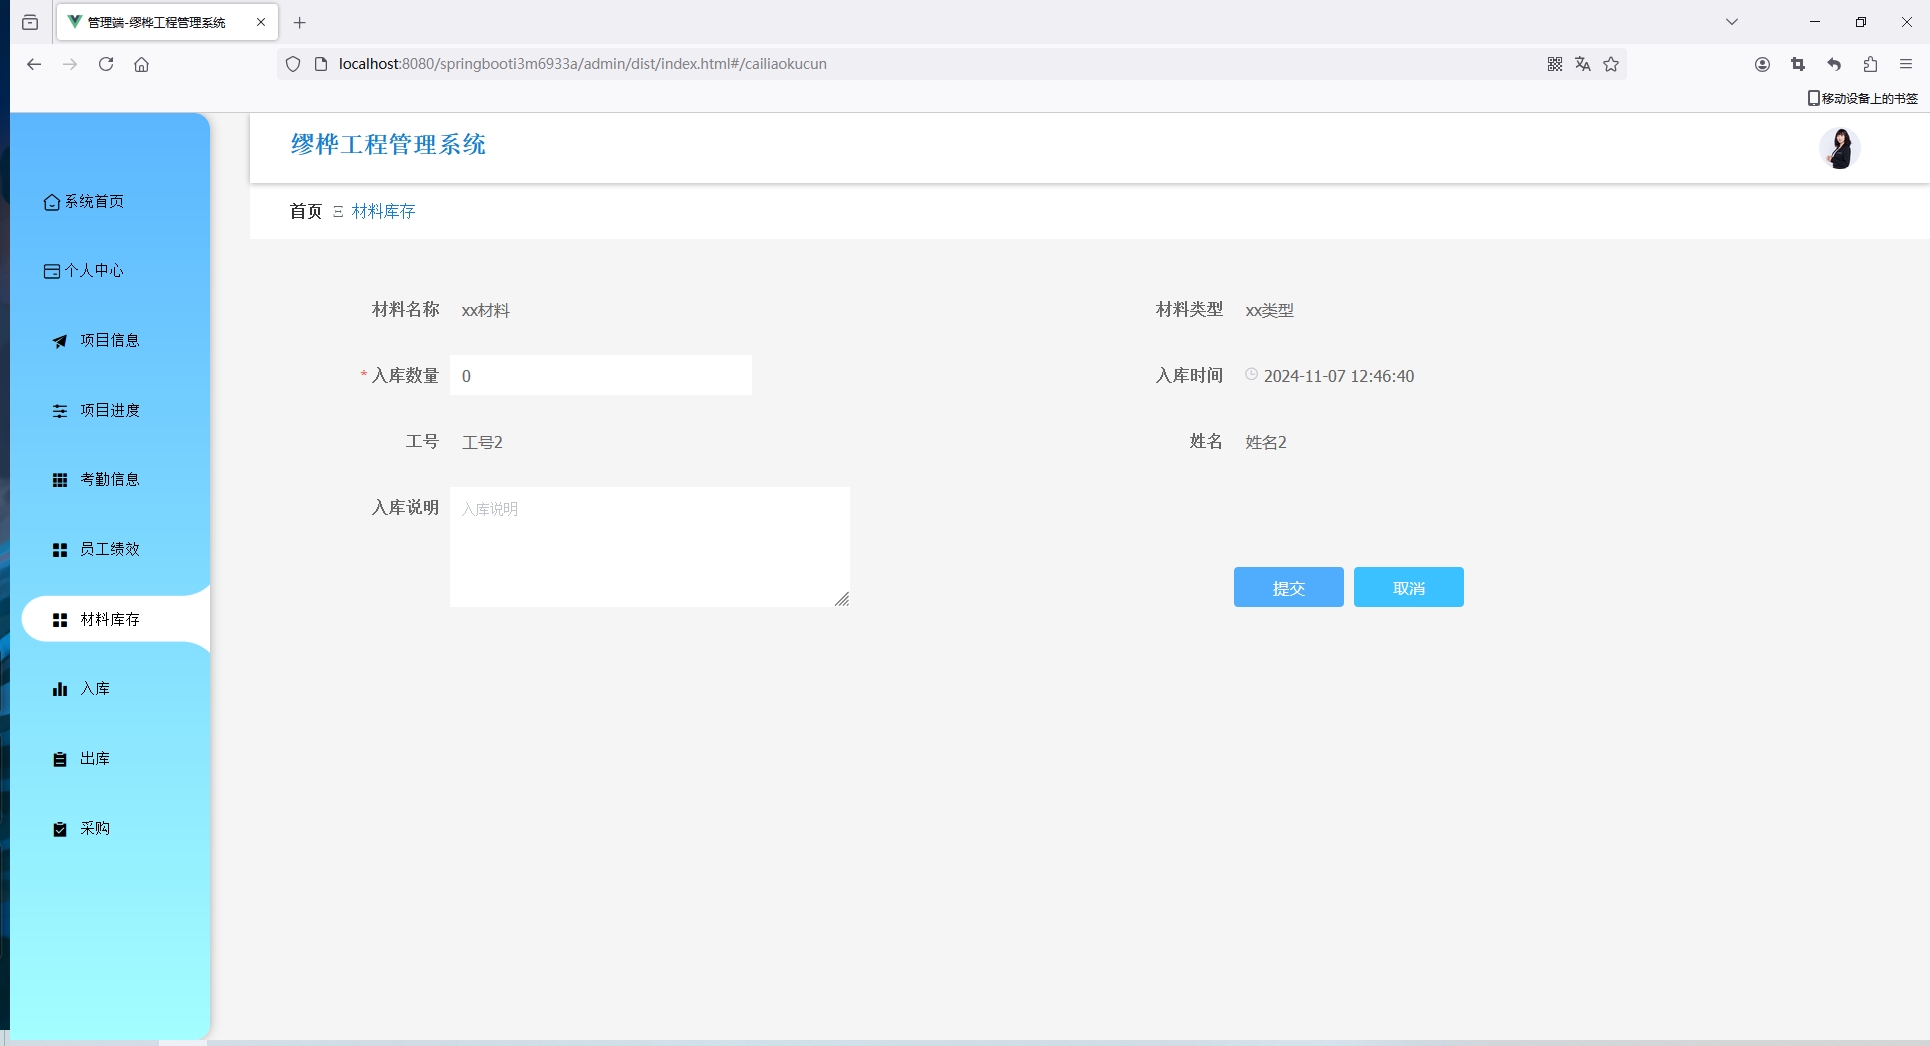 管理端-缪桦工程管理系统
localhost:8080/springbooti3m6933a/admin/dist/index.html#/cailiaokucun
移动设备上的书签
缪桦工程管理系统
首页 材料库存
系统首页
个人中心
项目信息
项目进度
考勤信息
员工绩效
材料库存
入库
出库
采购
材料名称 xx材料
材料类型 xx类型
* 入库数量 0
入库时间 2024-11-07 12:46:40
工号 工号2
姓名 姓名2
入库说明 入库说明
提交 取消